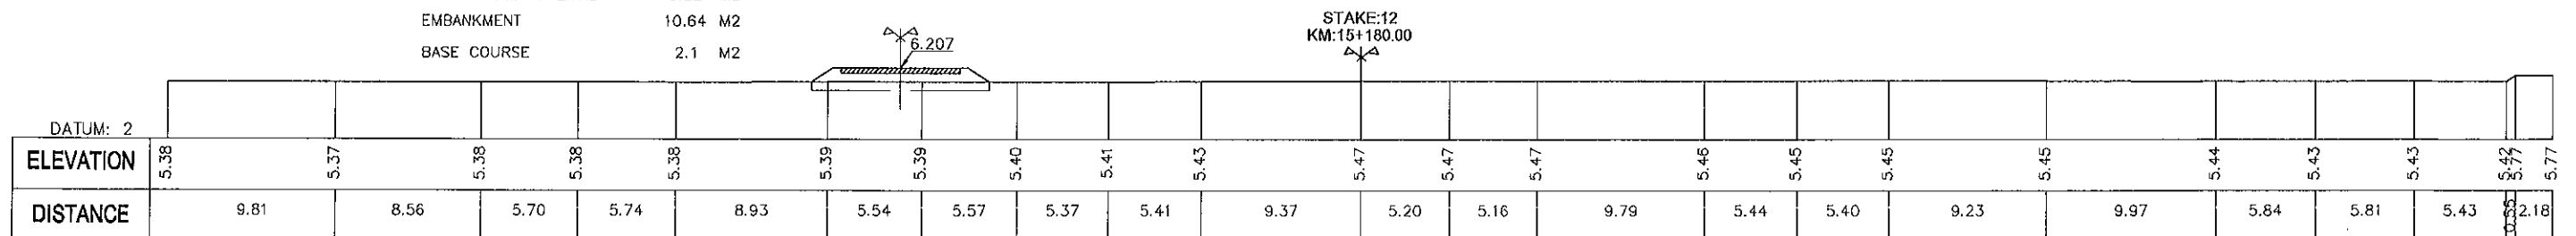 EMBANKMENT 10.64 M2
BASE COURSE 2.1 M2
6.207
STAKE:12
KM:15+180.00
DATUM: 2
ELEVATION 5.38 5.37 5.38 5.38 5.38 5.39 5.39 5.40 5.41 5.43 5.47 5.47 5.47 5.46 5.45 5.45 5.45 5.44 5.43 5.43 5.42 5.77 5.77
DISTANCE 9.81 8.56 5.70 5.74 8.93 5.54 5.57 5.37 5.41 9.37 5.20 5.16 9.79 5.44 5.40 9.23 9.97 5.84 5.81 5.43 2.18